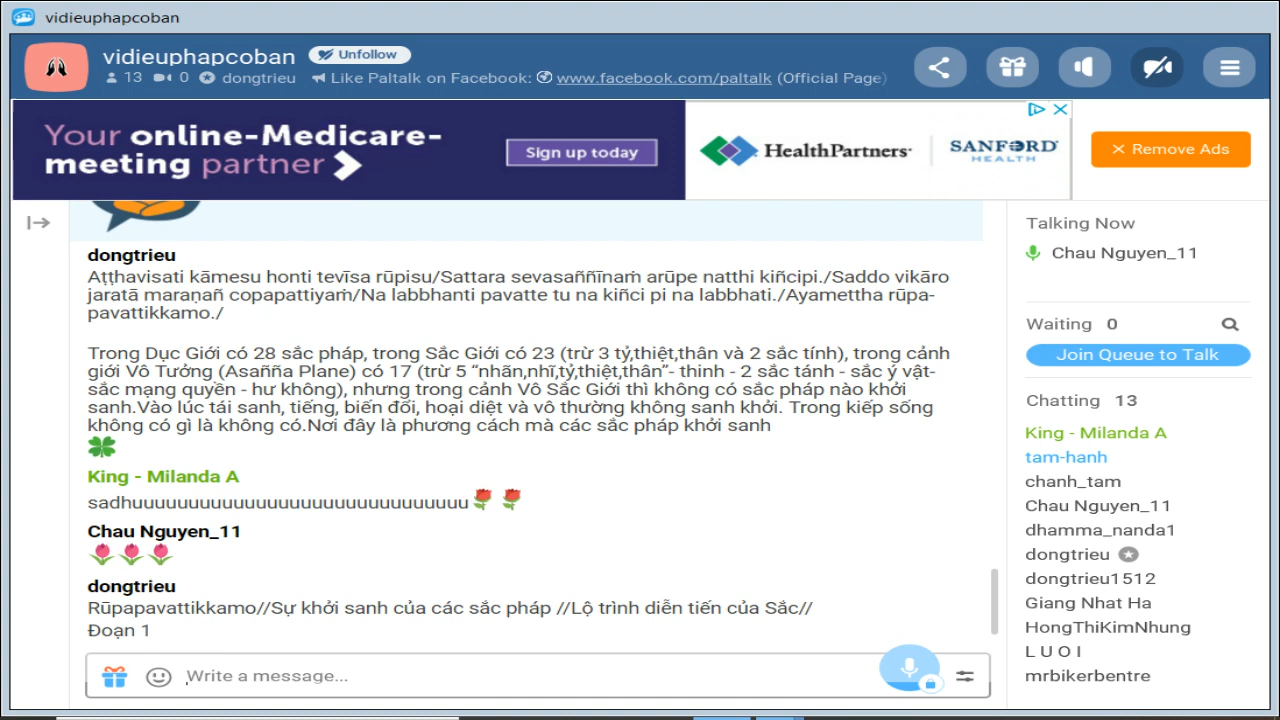 vidieuphapcoban
vidieuphapcoban Unfollow
13 0 dongtrieu Like Paltalk on Facebook: www.facebook.com/paltalk (Official Page)
Your online-Medicare-
meeting partner
Sign up today
HealthPartners
SANFORD
HEALTH
Remove Ads
dongtrieu
Aṭṭhavisati kāmesu honti tevīsa rūpisu/Sattara sevasaññīnaṁ arūpe natthi kiñcipi./Saddo vikāro
jaratā maraṇañ copapattiyaṁ/Na labbhanti pavatte tu na kiñci pi na labbhati./Ayamettha rūpa-
pavattikkamo./
Trong Dục Giới có 28 sắc pháp, trong Sắc Giới có 23 (trừ 3 tỷ,thiệt,thân và 2 sắc tính), trong cảnh
giới Vô Tưởng (Asañña Plane) có 17 (trừ 5 “nhãn,nhĩ,tỷ,thiệt,thân”- thinh - 2 sắc tánh - sắc ý vật-
sắc mạng quyền - hư không), nhưng trong cảnh Vô Sắc Giới thì không có sắc pháp nào khởi
sanh.Vào lúc tái sanh, tiếng, biến đổi, hoại diệt và vô thường không sanh khởi. Trong kiếp sống
không có gì là không có.Nơi đây là phương cách mà các sắc pháp khởi sanh
King - Milanda A
sadhuuuuuuuuuuuuuuuuuuuuuuuuuuuuuu
Chau Nguyen_11
dongtrieu
Rūpapavattikkamo//Sự khởi sanh của các sắc pháp //Lộ trình diễn tiến của Sắc//
Đoạn 1
Write a message...
Talking Now
Chau Nguyen_11
Waiting 0
Join Queue to Talk
Chatting 13
King - Milanda A
tam-hanh
chanh_tam
Chau Nguyen_11
dhamma_nanda1
dongtrieu
dongtrieu1512
Giang Nhat Ha
HongThiKimNhung
L U O I
mrbikerbentre